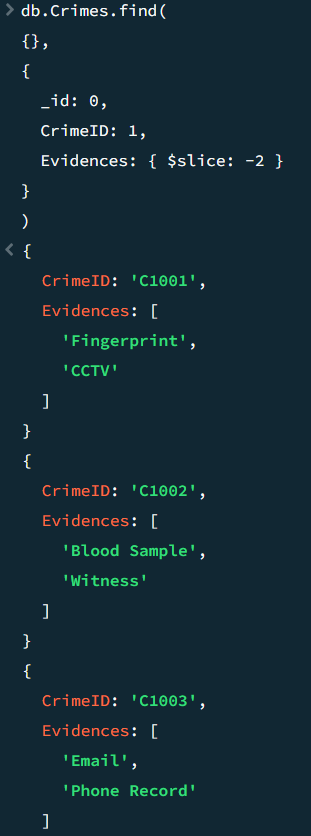 > db.Crimes.find(
{},
{
_id: 0,
CrimeID: 1,
Evidences: { $slice: -2 }
}
)
< {
CrimeID: 'C1001',
Evidences: [
'Fingerprint',
'CCTV'
]
}
{
CrimeID: 'C1002',
Evidences: [
'Blood Sample',
'Witness'
]
}
{
CrimeID: 'C1003',
Evidences: [
'Email',
'Phone Record'
]